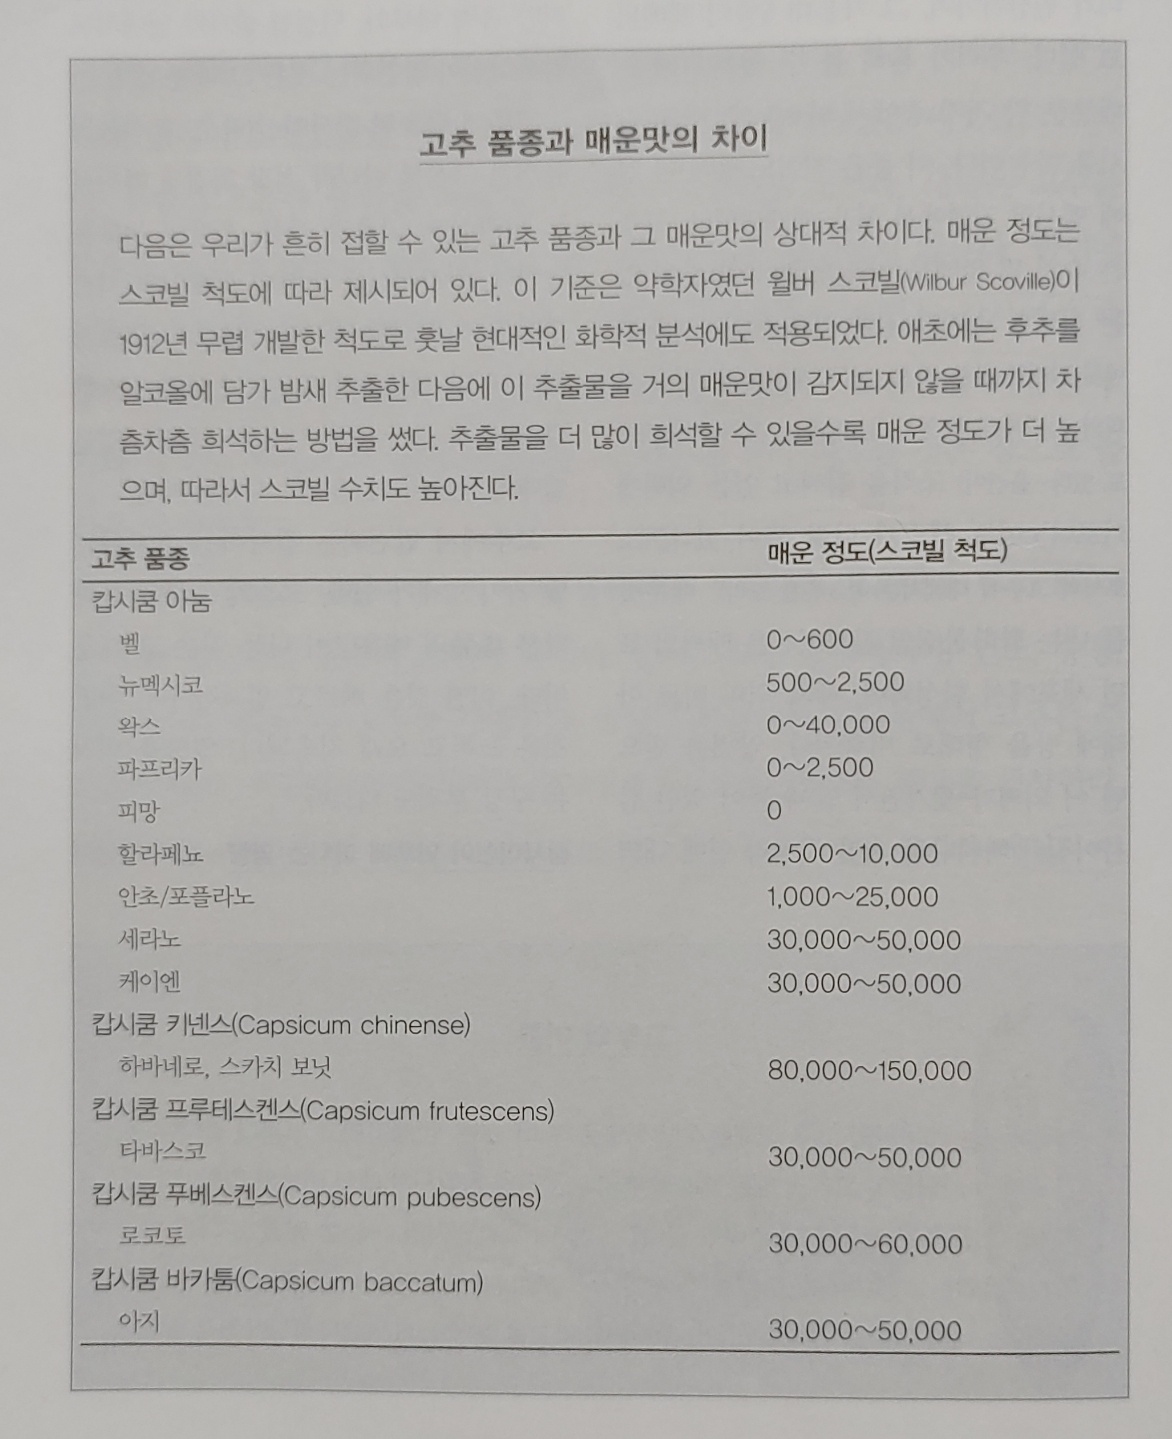 고추 품종과 매운맛의 차이
다음은 우리가 흔히 접할 수 있는 고추 품종과 그 매운맛의 상대적 차이다. 매운 정도는
스코빌 척도에 따라 제시되어 있다. 이 기준은 약학자였던 윌버 스코빌(Wilbur Scoville)이
1912년 무렵 개발한 척도로 훗날 현대적인 화학적 분석에도 적용되었다. 애초에는 후추를
알코올에 담가 밤새 추출한 다음에 이 추출물을 거의 매운맛이 감지되지 않을 때까지 차
츰차츰 희석하는 방법을 썼다. 추출물을 더 많이 희석할 수 있을수록 매운 정도가 더 높
으며, 따라서 스코빌 수치도 높아진다.
고추 품종 매운 정도(스코빌 척도)
캅시쿰 아눔
벨 0~600
뉴멕시코 500~2,500
왁스 0~40,000
파프리카 0~2,500
피망 0
할라페뇨 2,500~10,000
안초/포플라노 1,000~25,000
세라노 30,000~50,000
케이엔 30,000~50,000
캅시쿰 키넨스(Capsicum chinense)
하바네로, 스카치 보닛 80,000~150,000
캅시쿰 프루테스켄스(Capsicum frutescens)
타바스코 30,000~50,000
캅시쿰 푸베스켄스(Capsicum pubescens)
로코토 30,000~60,000
캅시쿰 바카툼(Capsicum baccatum)
아지 30,000~50,000